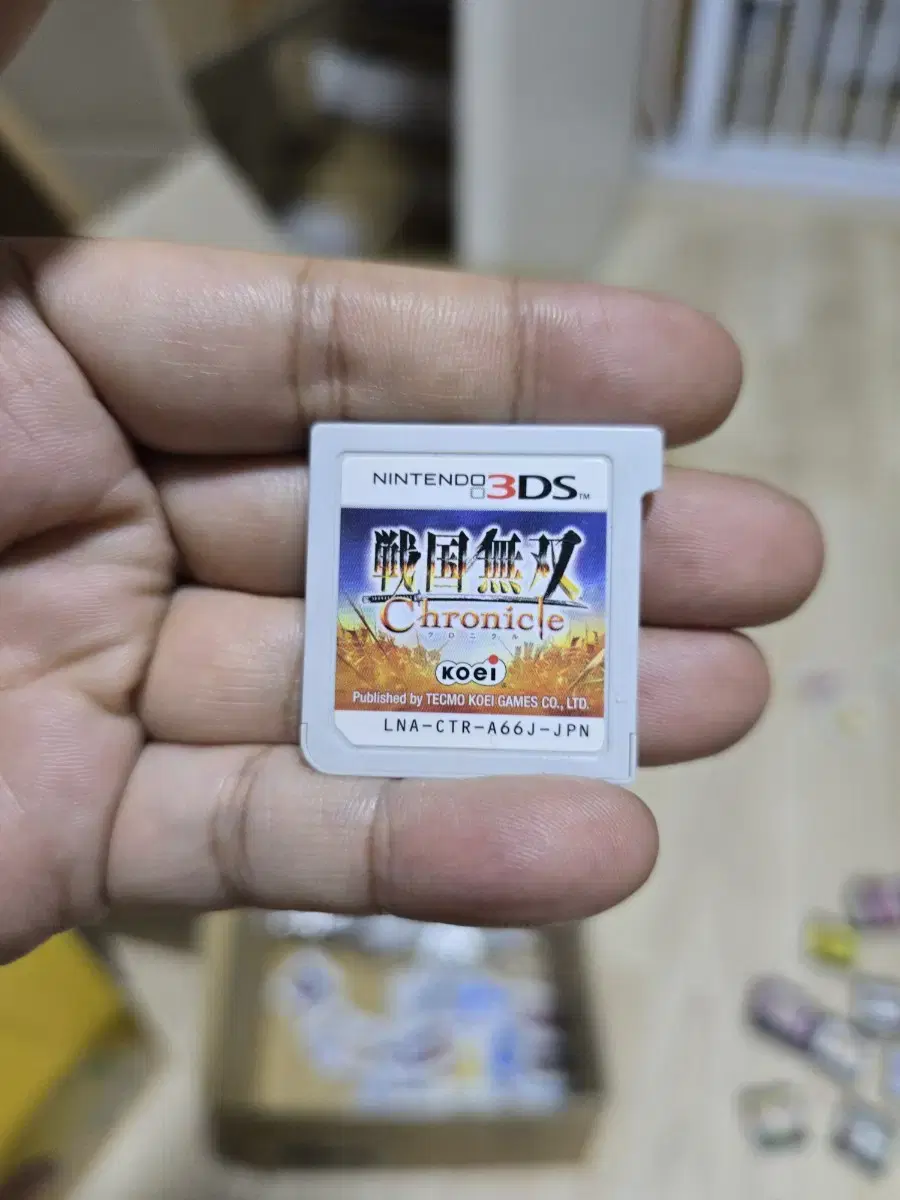 NINTENDO 3DS™
戦国無双
Chronicle
クロニクル
KOEI
Published by TECMO KOEI GAMES CO., LTD.
LNA-CTR-A66J-JPN